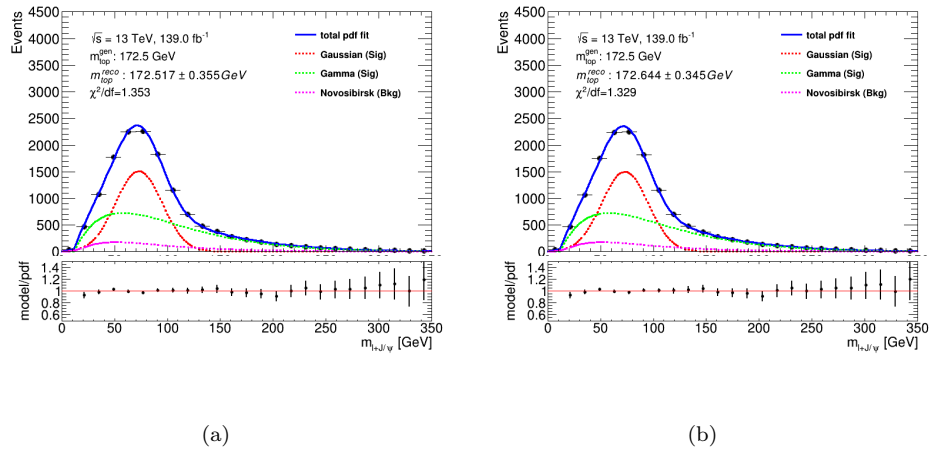 Events
4500
4000
3500
3000
2500
2000
1500
1000
500
0
√s = 13 TeV, 139.0 fb⁻¹
m_top^gen : 172.5 GeV
m_top^reco : 172.517 ± 0.355GeV
χ²/df=1.353
total pdf fit
Gaussian (Sig)
Gamma (Sig)
Novosibirsk (Bkg)
model/pdf
1.4
1.2
1
0.8
0.6
0 50 100 150 200 250 300 350
m_l+J/ψ [GeV]
(a)
Events
4500
4000
3500
3000
2500
2000
1500
1000
500
0
√s = 13 TeV, 139.0 fb⁻¹
m_top^gen : 172.5 GeV
m_top^reco : 172.644 ± 0.345GeV
χ²/df=1.329
total pdf fit
Gaussian (Sig)
Gamma (Sig)
Novosibirsk (Bkg)
model/pdf
1.4
1.2
1
0.8
0.6
0 50 100 150 200 250 300 350
m_l+J/ψ [GeV]
(b)